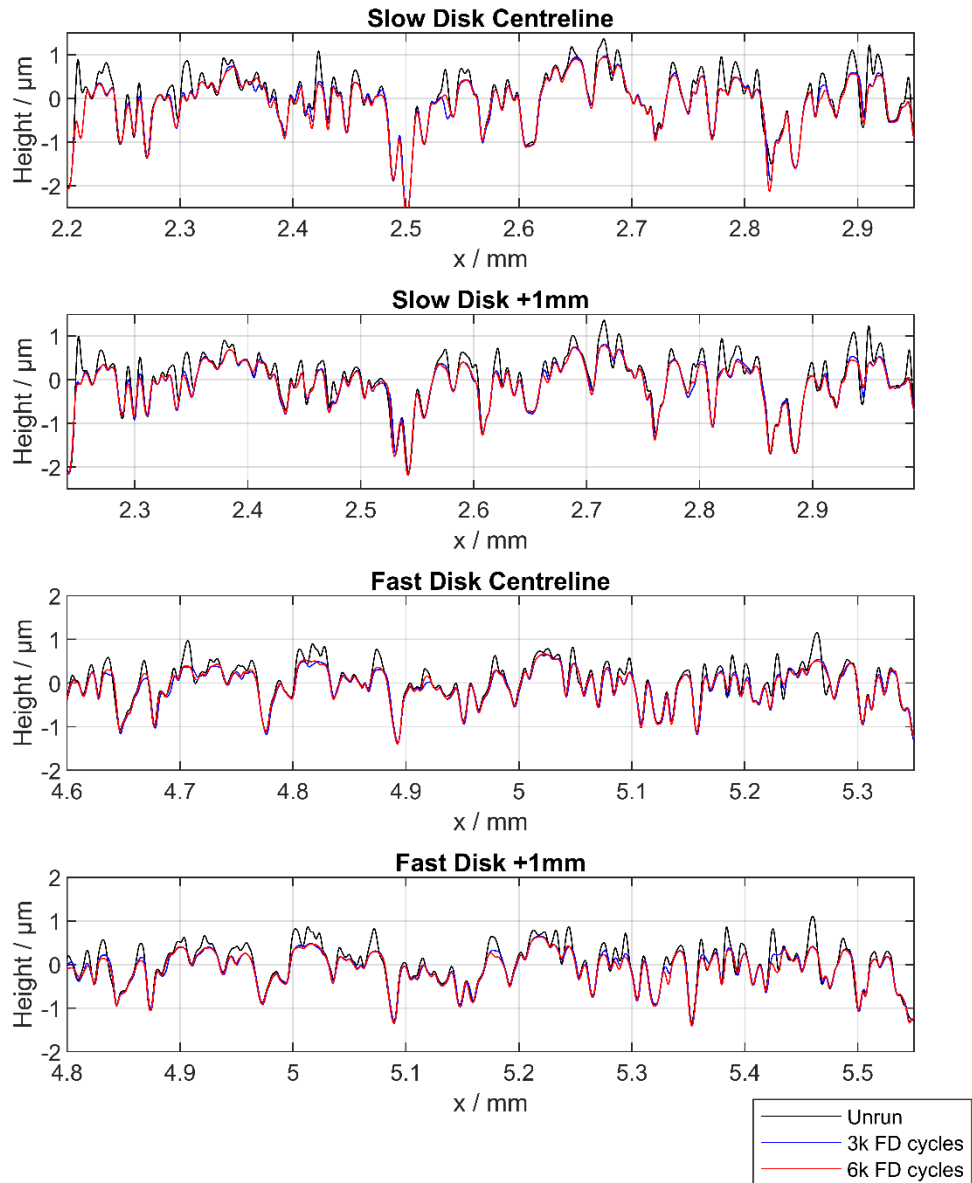 Slow Disk Centreline
Height / µm
1
0
-1
-2
2.2 2.3 2.4 2.5 2.6 2.7 2.8 2.9
x / mm
Slow Disk +1mm
Height / µm
1
0
-1
-2
2.3 2.4 2.5 2.6 2.7 2.8 2.9
x / mm
Fast Disk Centreline
Height / µm
2
1
0
-1
-2
4.6 4.7 4.8 4.9 5 5.1 5.2 5.3
x / mm
Fast Disk +1mm
Height / µm
2
1
0
-1
-2
4.8 4.9 5 5.1 5.2 5.3 5.4 5.5
x / mm
Unrun
3k FD cycles
6k FD cycles